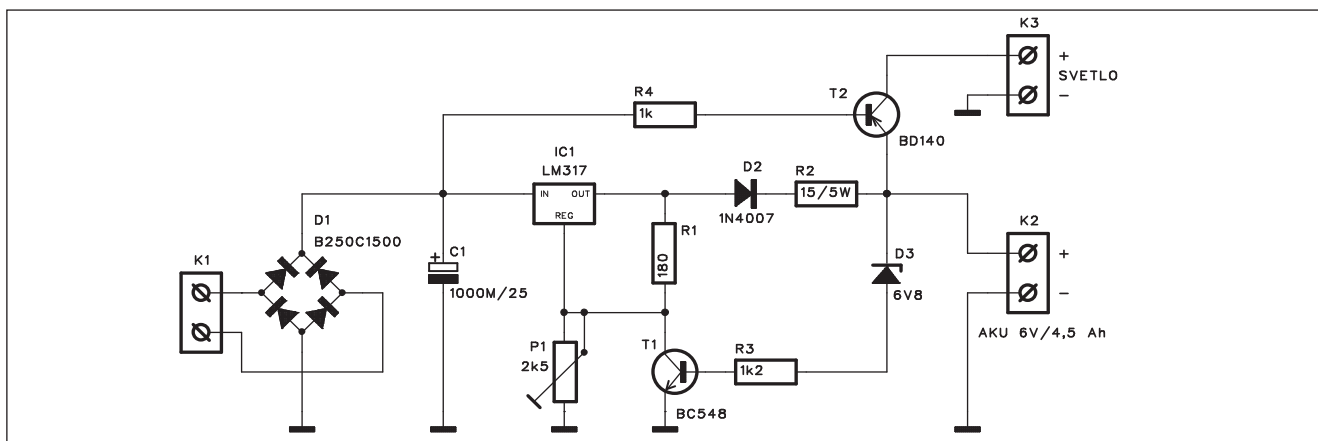 K3
+
SVETLO
-
R4
1k
T2
BD140
IC1
LM317
IN OUT
REG
D2
1N4007
R2
15/5W
K2
+
-
AKU 6V/4,5 Ah
D1
B250C1500
K1
+
C1
1000M/25
R1
180
D3
6V8
P1
2k5
T1
BC548
R3
1k2